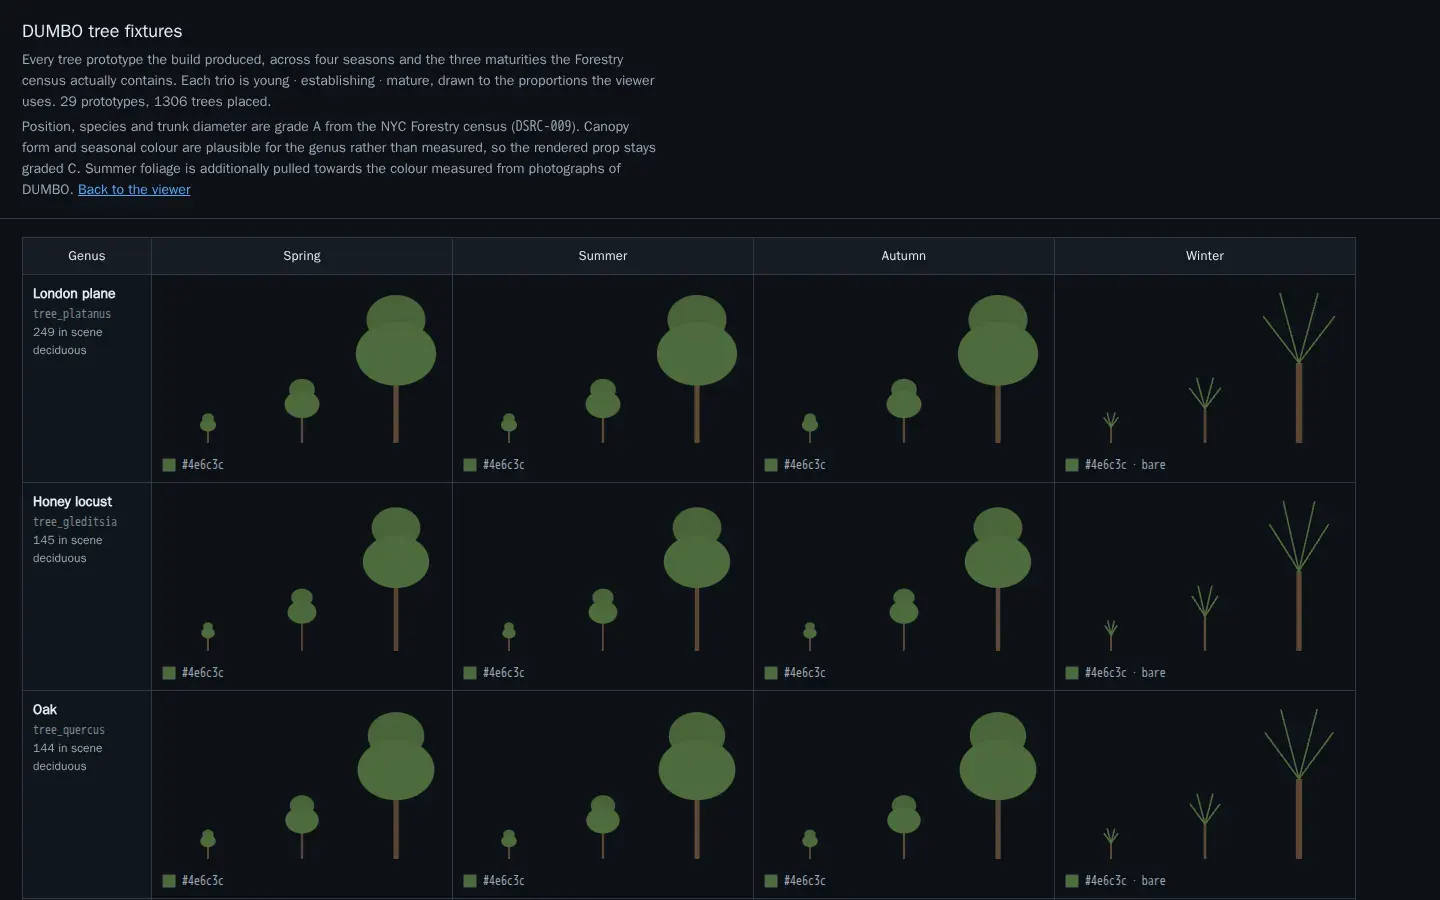 DUMBO tree fixtures
Every tree prototype the build produced, across four seasons and the three maturities the Forestry
census actually contains. Each trio is young · establishing · mature, drawn to the proportions the viewer
uses. 29 prototypes, 1306 trees placed.
Position, species and trunk diameter are grade A from the NYC Forestry census (DSRC-009). Canopy
form and seasonal colour are plausible for the genus rather than measured, so the rendered prop stays
graded C. Summer foliage is additionally pulled towards the colour measured from photographs of
DUMBO. Back to the viewer
Genus Spring Summer Autumn Winter
London plane
tree_platanus
249 in scene
deciduous
#4e6c3c #4e6c3c #4e6c3c #4e6c3c · bare
Honey locust
tree_gleditsia
145 in scene
deciduous
#4e6c3c #4e6c3c #4e6c3c #4e6c3c · bare
Oak
tree_quercus
144 in scene
deciduous
#4e6c3c #4e6c3c #4e6c3c #4e6c3c · bare